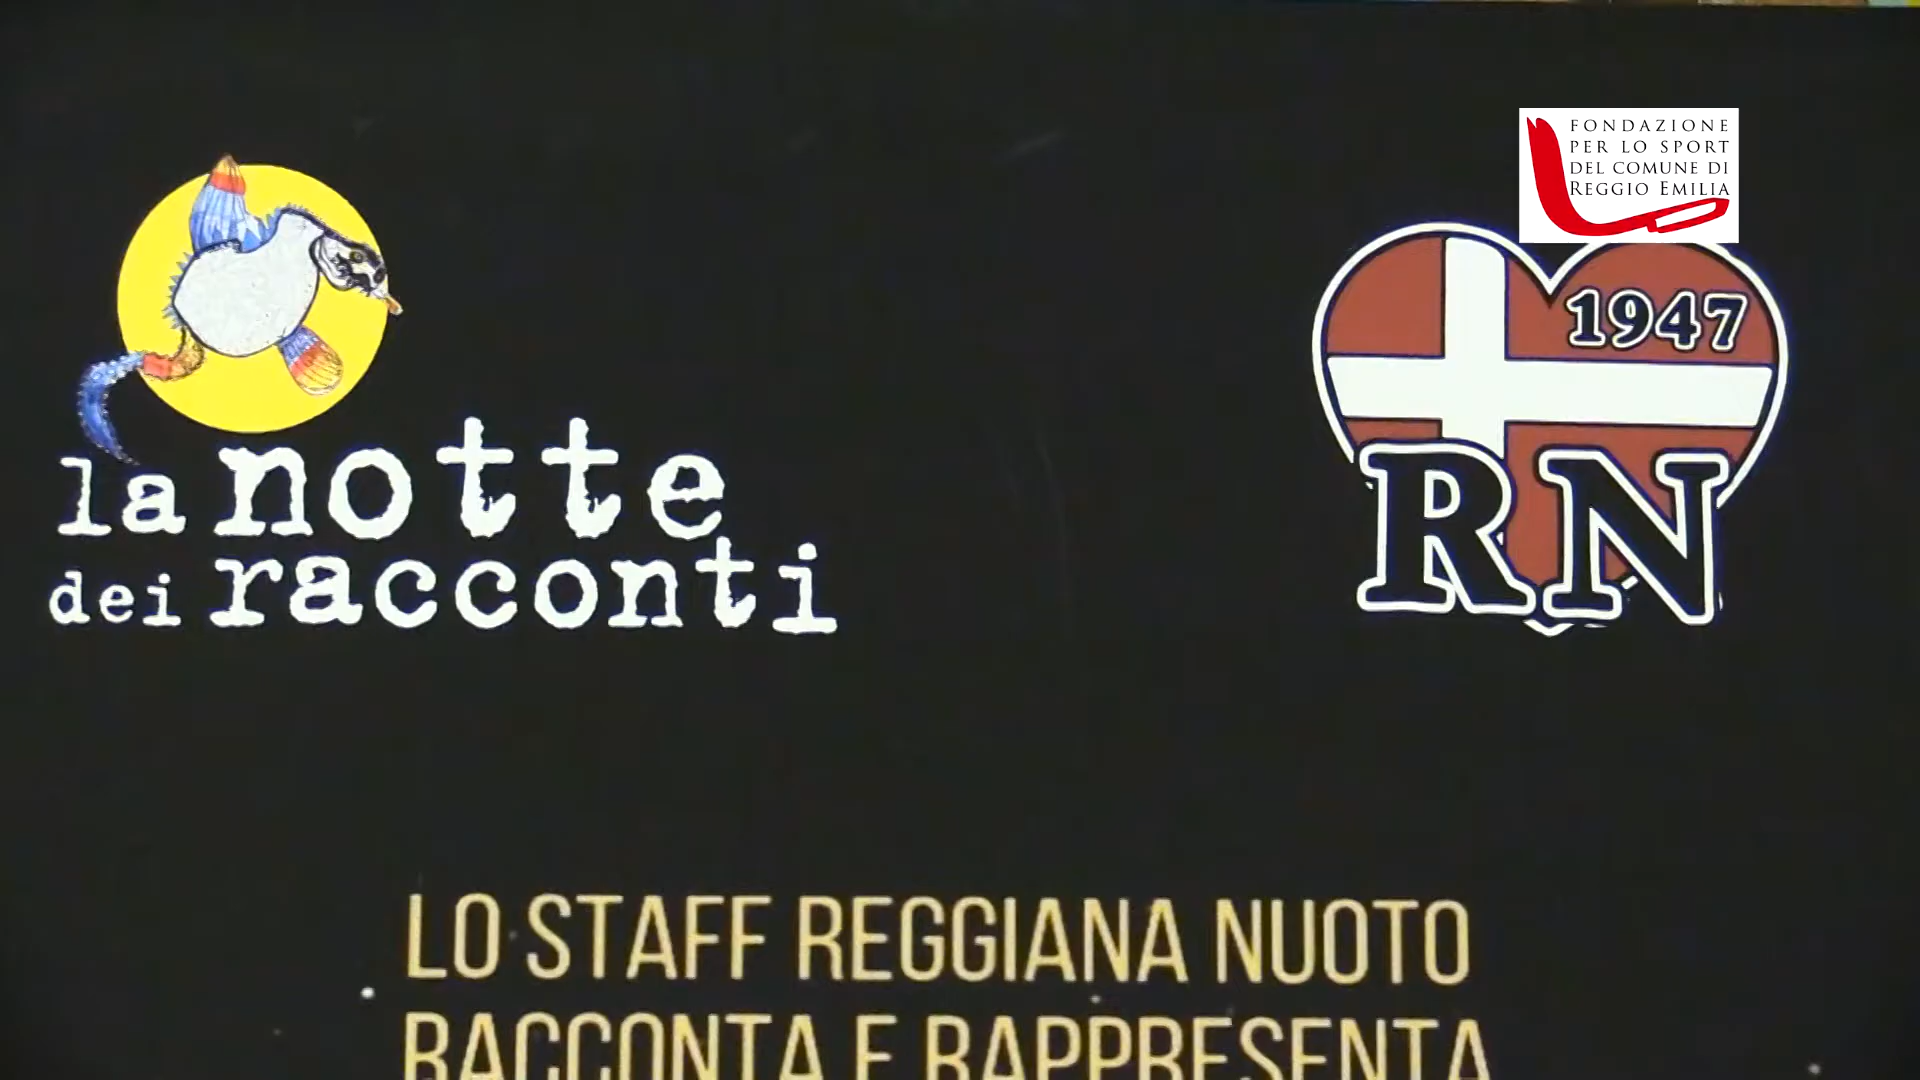 FONDAZIONE
PER LO SPORT
DEL COMUNE DI
REGGIO EMILIA
1947
RN
la notte
dei racconti
LO STAFF REGGIANA NUOTO
RACCONTA E RAPPRESENTA